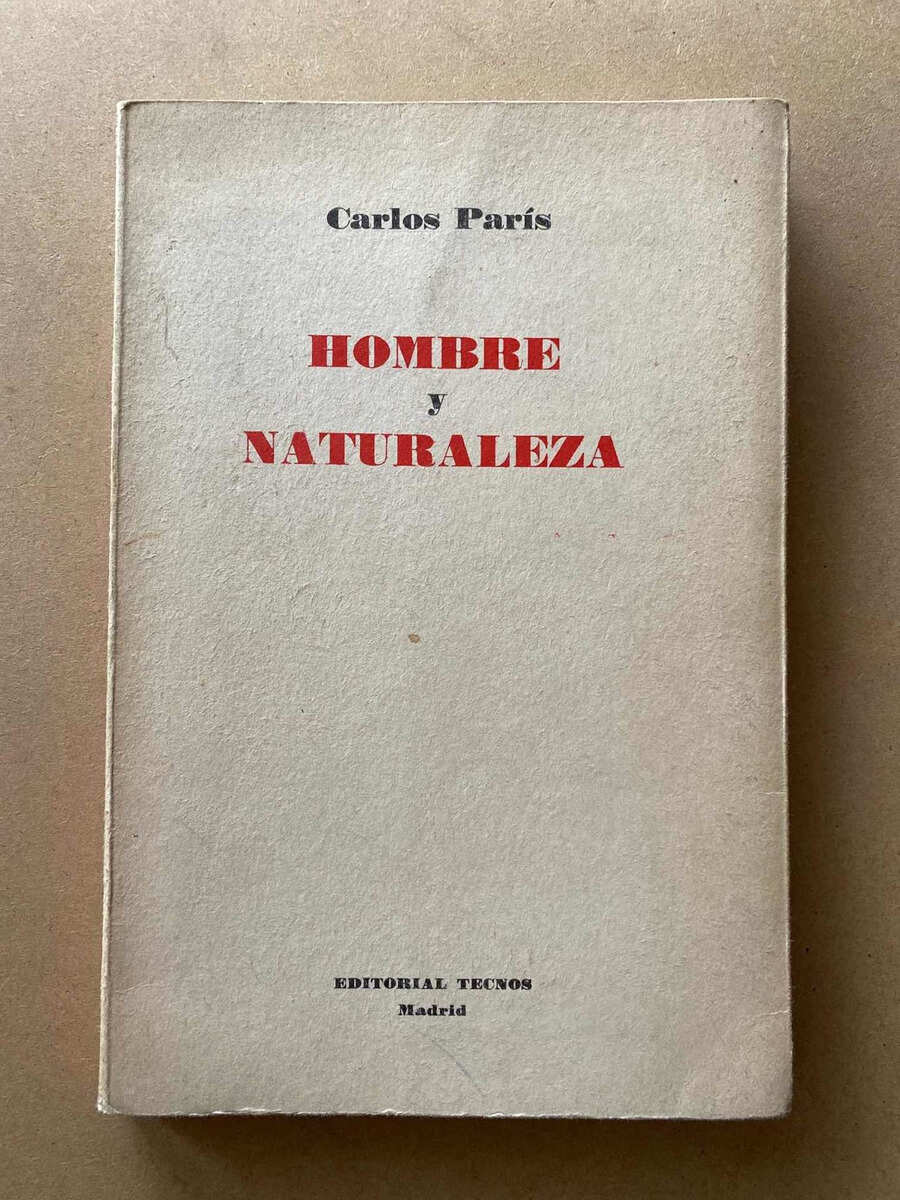 Carlos París
HOMBRE
y
NATURALEZA
EDITORIAL TECNOS
Madrid